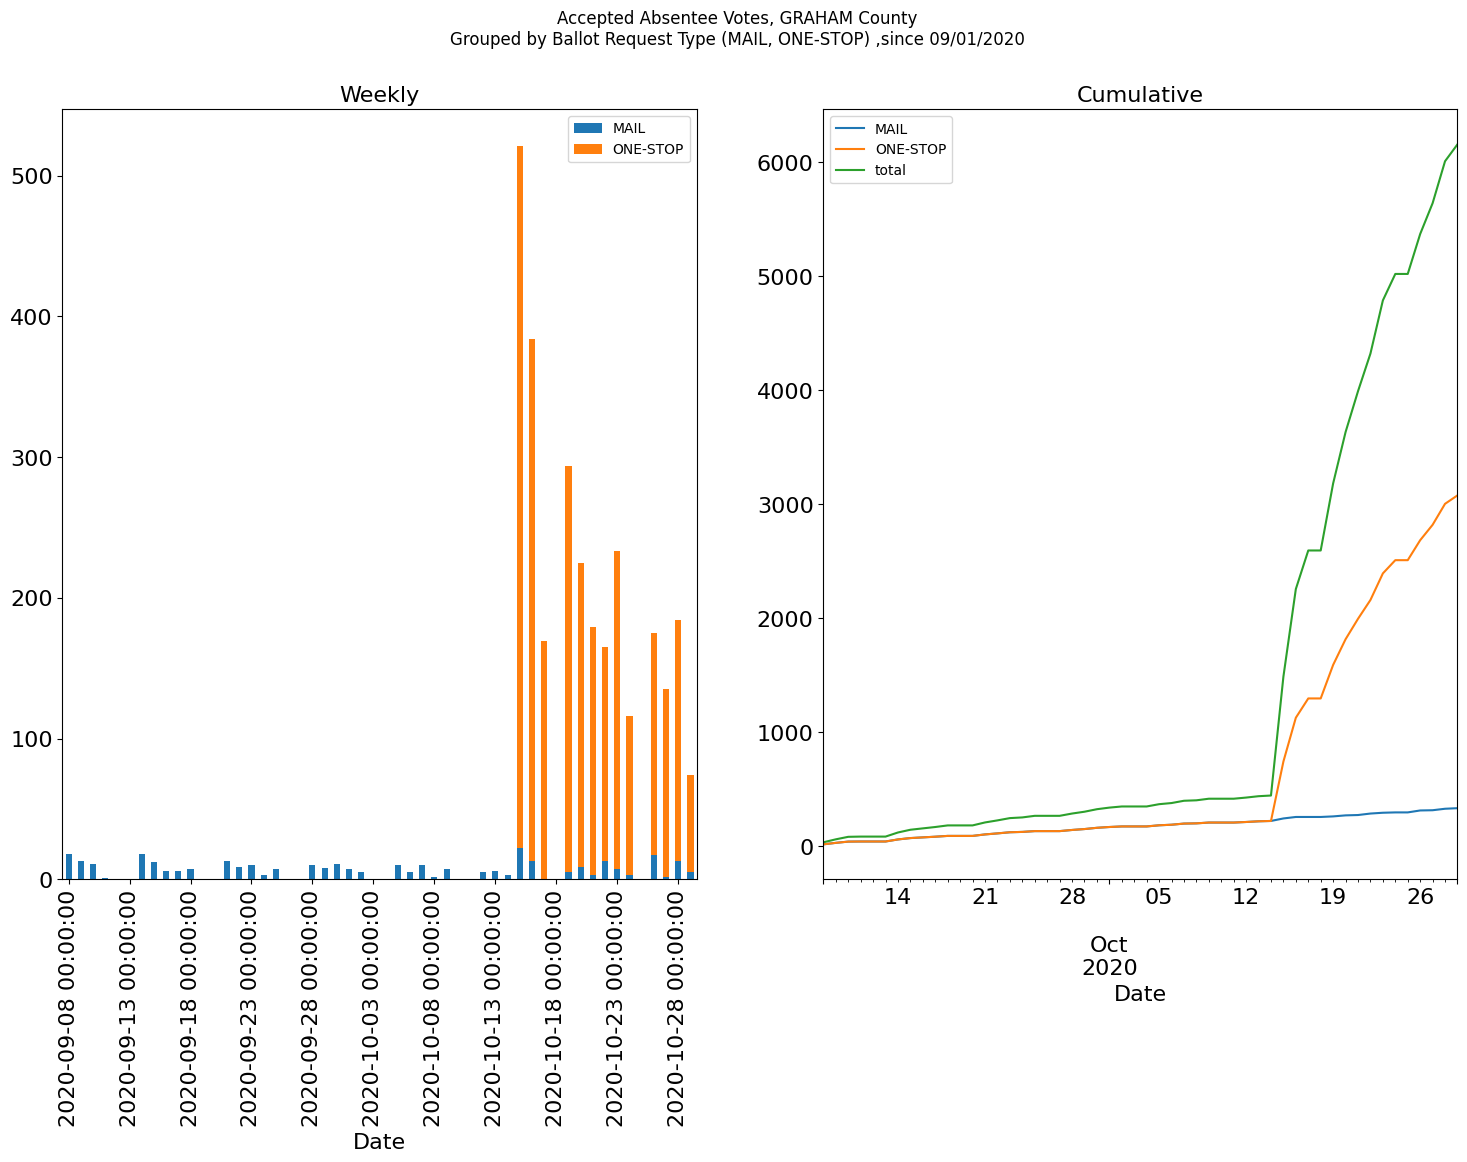 Accepted Absentee Votes, GRAHAM County
Grouped by Ballot Request Type (MAIL, ONE-STOP) ,since 09/01/2020
Weekly
MAIL
ONE-STOP
500
400
300
200
100
0
2020-09-08 00:00:00
2020-09-13 00:00:00
2020-09-18 00:00:00
2020-09-23 00:00:00
2020-09-28 00:00:00
2020-10-03 00:00:00
2020-10-08 00:00:00
2020-10-13 00:00:00
2020-10-18 00:00:00
2020-10-23 00:00:00
2020-10-28 00:00:00
Date
Cumulative
MAIL
ONE-STOP
total
6000
5000
4000
3000
2000
1000
0
14 21 28 05 12 19 26
Oct
2020
Date